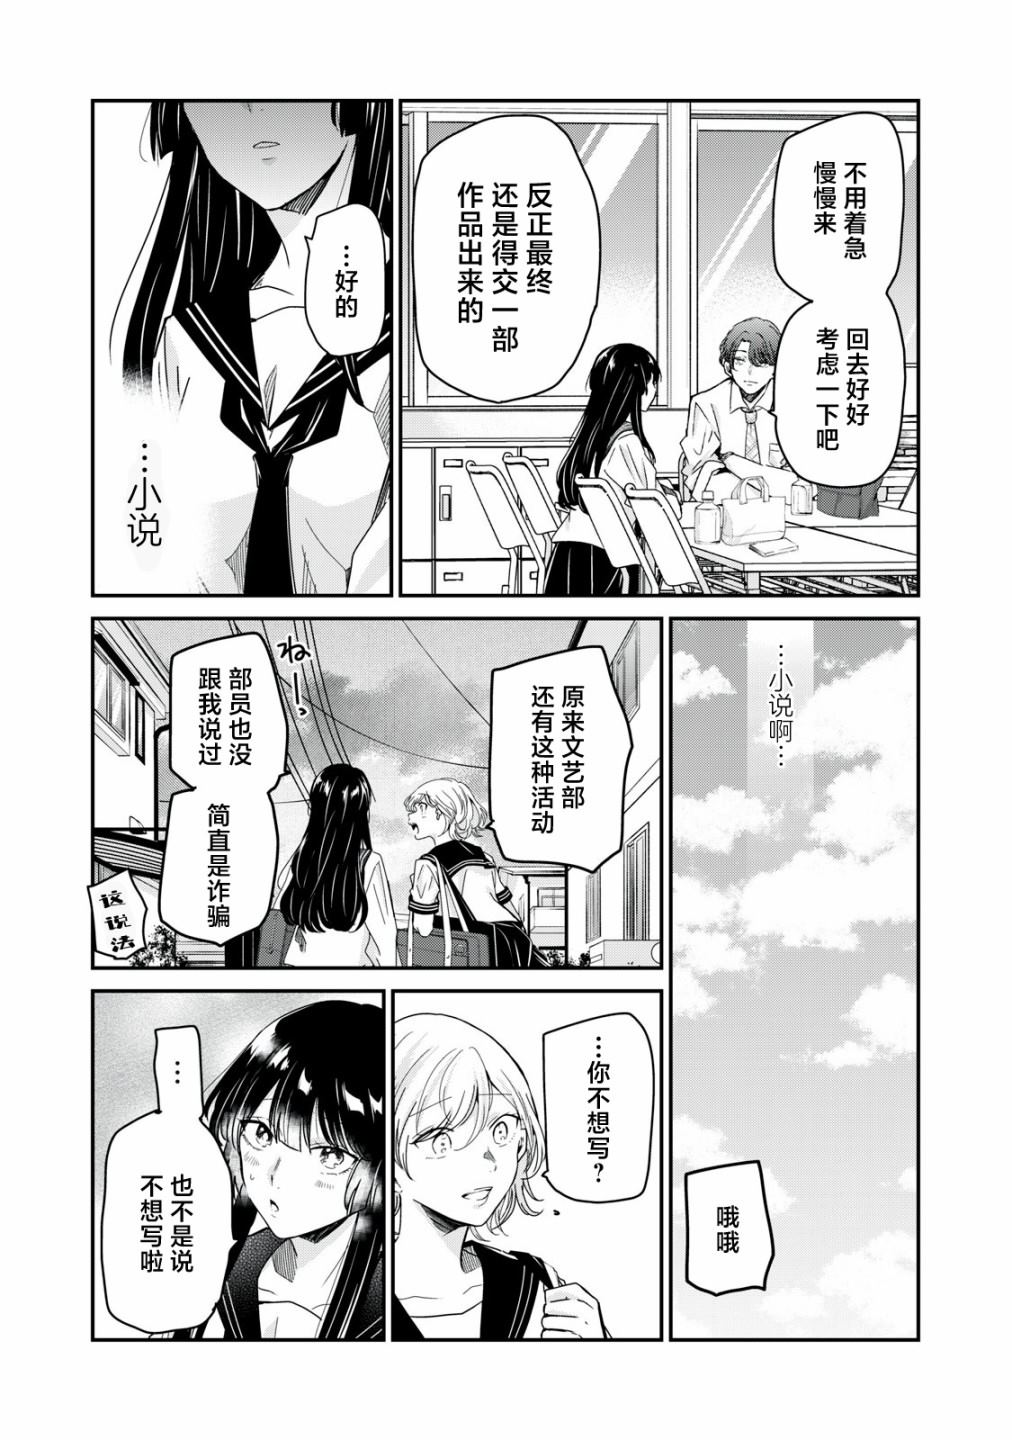 不用着急
慢慢来
回去好好
考虑一下吧
反正最终
还是得交一部
作品出来的
…好的
…小说
…小说啊…
哦哦
原来文艺部
还有这种活动
部员也没
跟我说过
简直是诈骗
ねー。
这说法
…你不想写?
…
也不是说
不想写啦